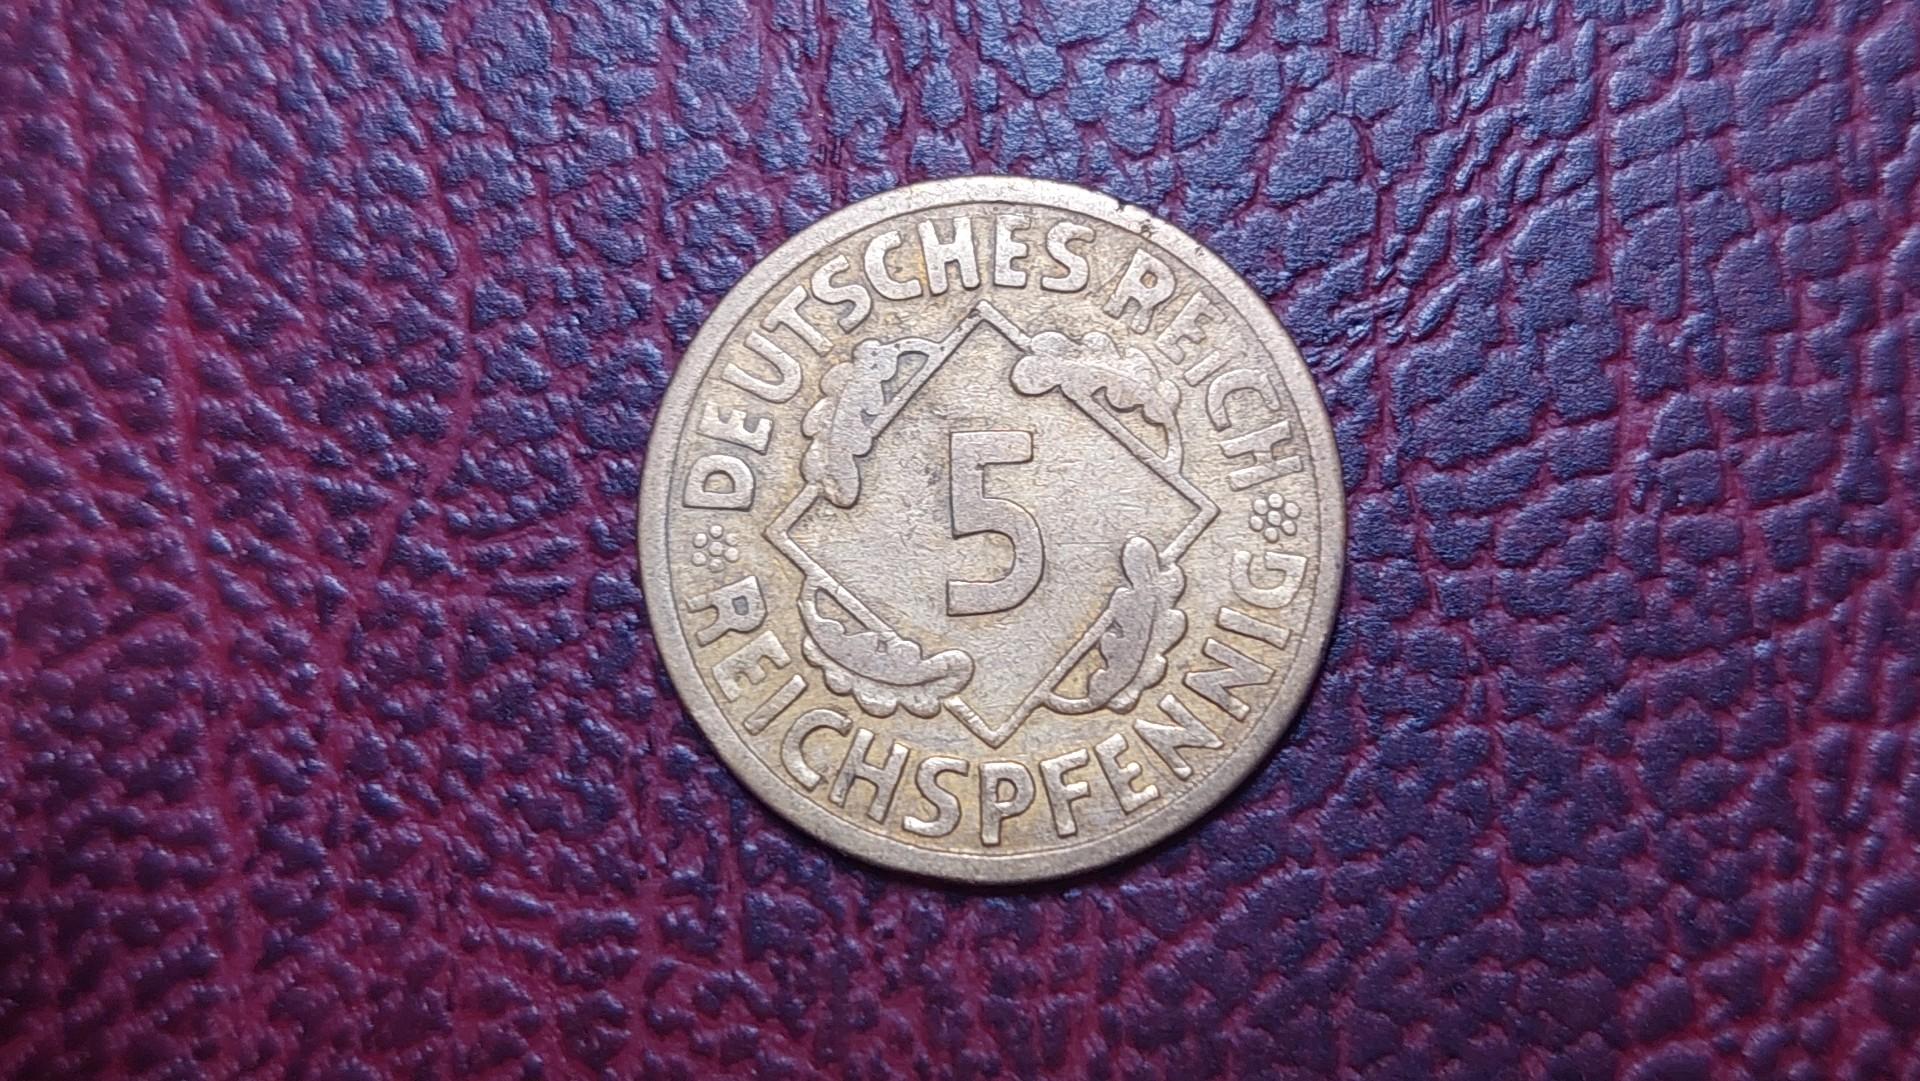 DEUTSCHES REICH
5
REICHSPFENNIG